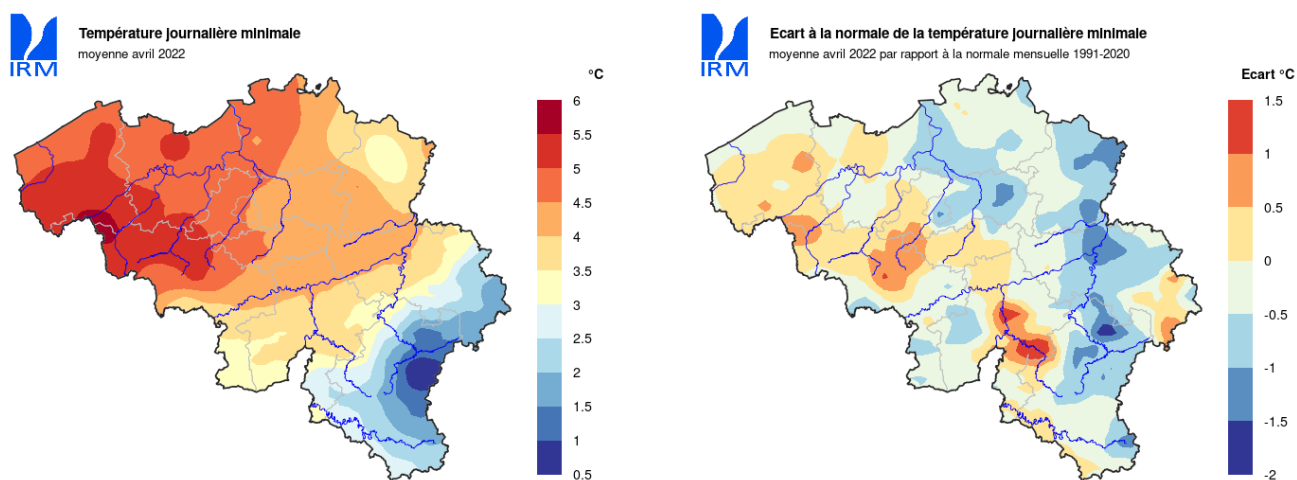 Température journalière minimale
moyenne avril 2022
IRM
°C
6
5.5
5
4.5
4
3.5
3
2.5
2
1.5
1
0.5
Ecart à la normale de la température journalière minimale
moyenne avril 2022 par rapport à la normale mensuelle 1991-2020
IRM
Ecart °C
1.5
1
0.5
0
-0.5
-1
-1.5
-2